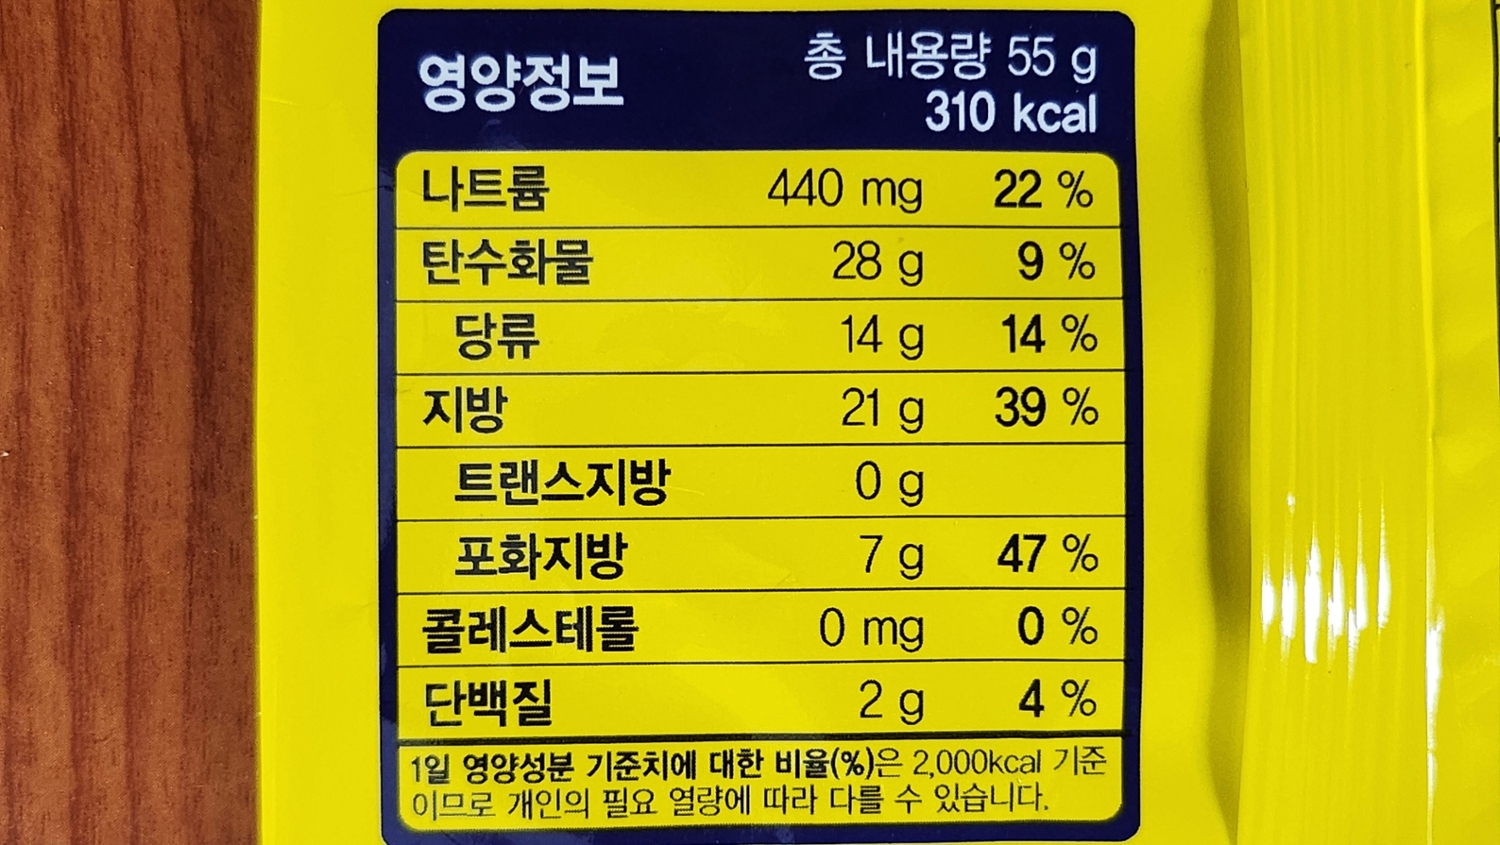 영양정보
총 내용량 55 g
310 kcal
나트륨 440 mg 22 %
탄수화물 28 g 9 %
당류 14 g 14 %
지방 21 g 39 %
트랜스지방 0 g
포화지방 7 g 47 %
콜레스테롤 0 mg 0 %
단백질 2 g 4 %
1일 영양성분 기준치에 대한 비율(%)은 2,000kcal 기준
이므로 개인의 필요 열량에 따라 다를 수 있습니다.